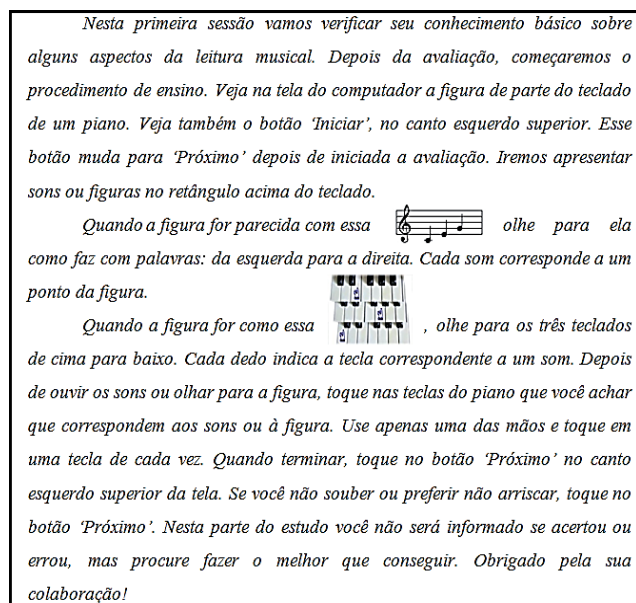 Nesta primeira sessão vamos verificar seu conhecimento básico sobre
alguns aspectos da leitura musical. Depois da avaliação, começaremos o
procedimento de ensino. Veja na tela do computador a figura de parte do teclado
de um piano. Veja também o botão ‘Iniciar’, no canto esquerdo superior. Esse
botão muda para ‘Próximo’ depois de iniciada a avaliação. Iremos apresentar
sons ou figuras no retângulo acima do teclado.
Quando a figura for parecida com essa olhe para ela
como faz com palavras: da esquerda para a direita. Cada som corresponde a um
ponto da figura.
Quando a figura for como essa , olhe para os três teclados
de cima para baixo. Cada dedo indica a tecla correspondente a um som. Depois
de ouvir os sons ou olhar para a figura, toque nas teclas do piano que você achar
que correspondem aos sons ou à figura. Use apenas uma das mãos e toque em
uma tecla de cada vez. Quando terminar, toque no botão ‘Próximo’ no canto
esquerdo superior da tela. Se você não souber ou preferir não arriscar, toque no
botão ‘Próximo’. Nesta parte do estudo você não será informado se acertou ou
errou, mas procure fazer o melhor que conseguir. Obrigado pela sua
colaboração!